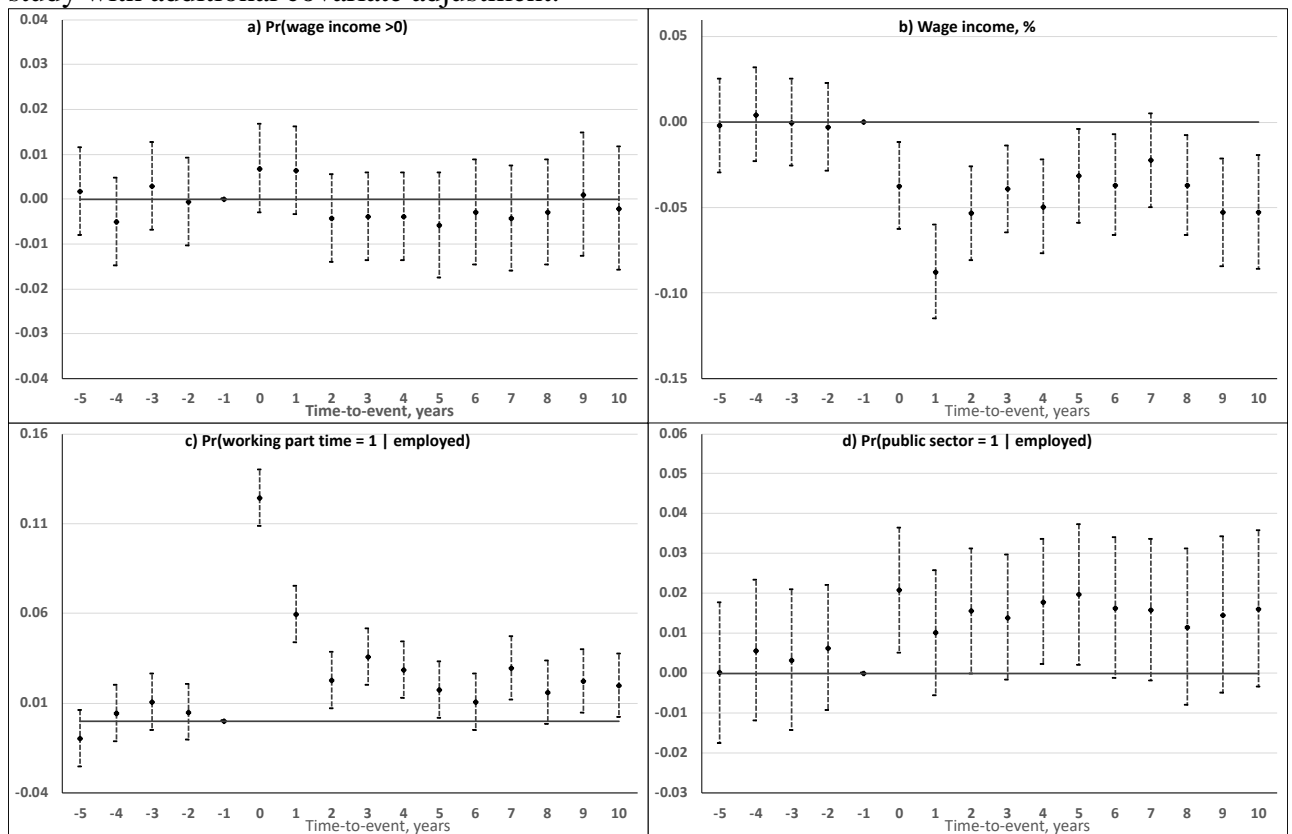 study with additional covariate adjustment.
a) Pr(wage income >0)
0.04
0.03
0.02
0.01
0.00
-0.01
-0.02
-0.03
-0.04
-5 -4 -3 -2 -1 0 1 2 3 4 5 6 7 8 9 10
Time-to-event, years
b) Wage income, %
0.05
0.00
-0.05
-0.10
-0.15
-5 -4 -3 -2 -1 0 1 2 3 4 5 6 7 8 9 10
Time-to-event, years
c) Pr(working part time = 1 | employed)
0.16
0.11
0.06
0.01
-0.04
-5 -4 -3 -2 -1 0 1 2 3 4 5 6 7 8 9 10
Time-to-event, years
d) Pr(public sector = 1 | employed)
0.06
0.05
0.04
0.03
0.02
0.01
0.00
-0.01
-0.02
-0.03
-5 -4 -3 -2 -1 0 1 2 3 4 5 6 7 8 9 10
Time-to-event, years